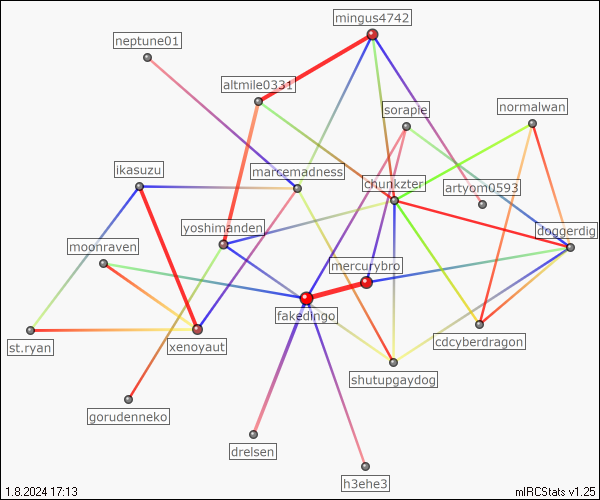 mingus4742
neptune01
altmile0331
soraple
normalwan
ikasuzu
marcemadness
chunkzter
artyom0593
yoshimanden
doggerdig
moonraven
mercurybro
fakedingo
st.ryan
xenoyaut
cdcyberdragon
shutupgaydog
gorudenneko
drelsen
h3ehe3
1.8.2024 17:13
mIRCStats v1.25